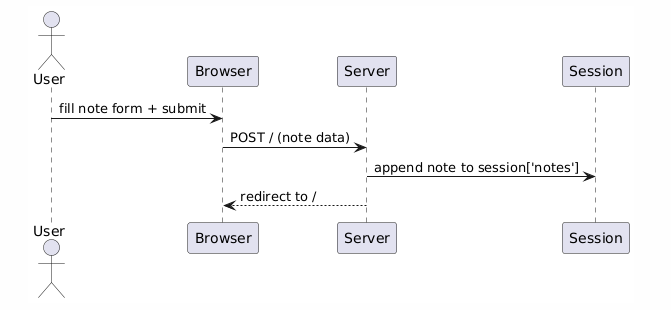 User
Browser
Server
Session
fill note form + submit
POST / (note data)
append note to session['notes']
redirect to /
User
Browser
Server
Session